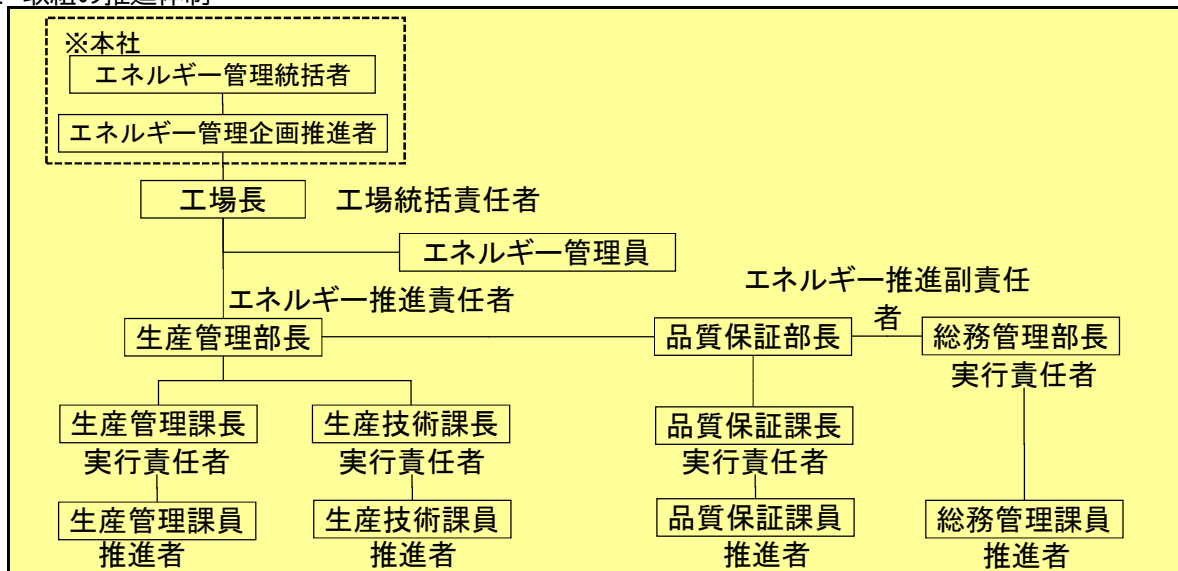 取組の推進体制
※本社
エネルギー管理統括者
エネルギー管理企画推進者
工場長 工場統括責任者
エネルギー管理員
エネルギー推進責任者
エネルギー推進副責任
者
生産管理部長 品質保証部長 総務管理部長
実行責任者
生産管理課長 生産技術課長 品質保証課長
実行責任者 実行責任者 実行責任者
生産管理課員 生産技術課員 品質保証課員 総務管理課員
推進者 推進者 推進者 推進者